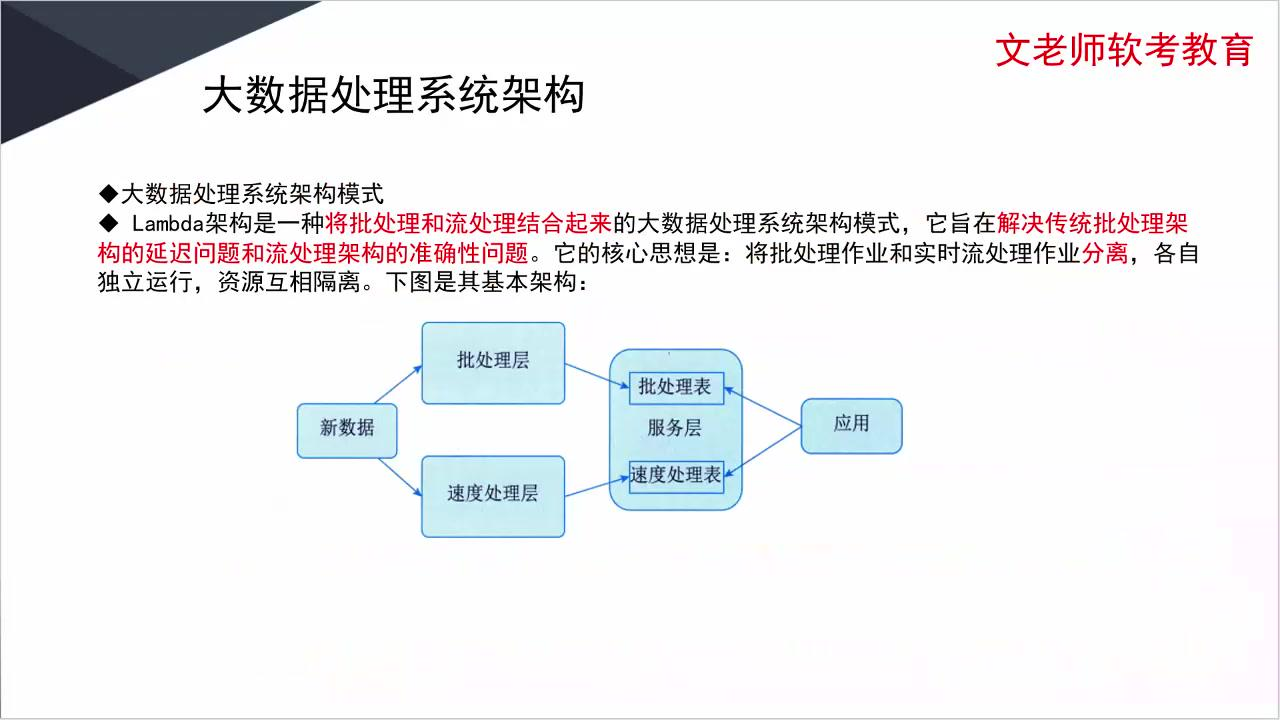 文老师软考教育
大数据处理系统架构
◆大数据处理系统架构模式
◆ Lambda架构是一种将批处理和流处理结合起来的大数据处理系统架构模式，它旨在解决传统批处理架
构的延迟问题和流处理架构的准确性问题。它的核心思想是：将批处理作业和实时流处理作业分离，各自
独立运行，资源互相隔离。下图是其基本架构：
批处理层
批处理表
新数据
服务层
应用
速度处理层
速度处理表